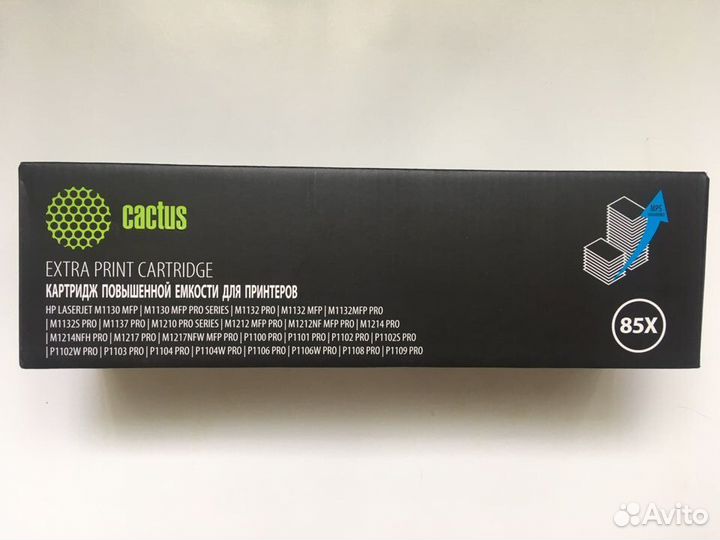 cactus
EXTRA PRINT CARTRIDGE
КАРТРИДЖ ПОВЫШЕННОЙ ЕМКОСТИ ДЛЯ ПРИНТЕРОВ
HP LASERJET M1130 MFP | M1130 MFP PRO SERIES | M1132 PRO | M1132 MFP | M1132MFP PRO
| M1132S PRO | M1137 PRO | M1210 PRO SERIES | M1212 MFP PRO | M1212NF MFP PRO | M1214 PRO
| M1214NFH PRO | M1217 PRO | M1217NFW MFP PRO | P1100 PRO | P1101 PRO | P1102 PRO | P1102S PRO
| P1102W PRO | P1103 PRO | P1104 PRO | P1104W PRO | P1106 PRO | P1106W PRO | P1108 PRO | P1109 PRO
MPS
85X
Avito